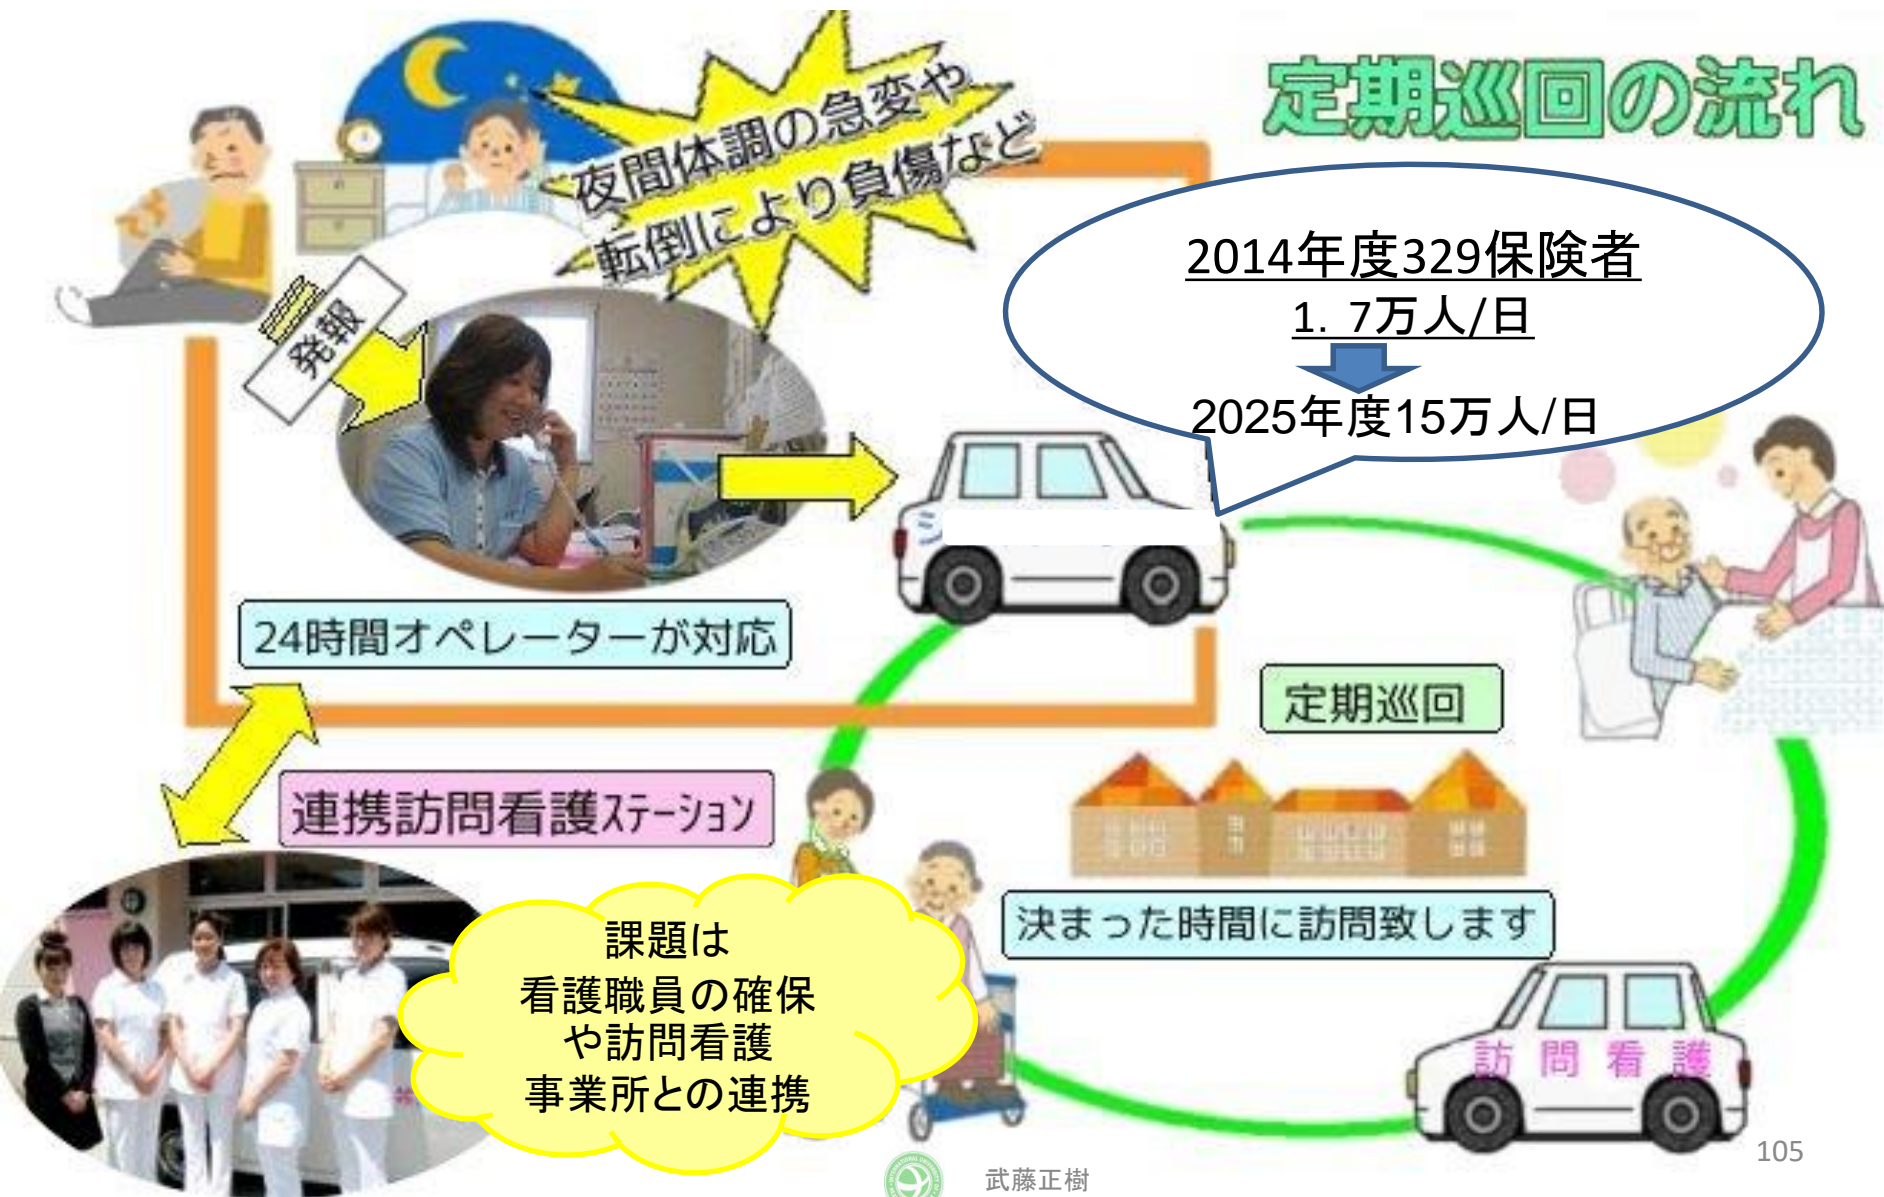 定期巡回の流れ
夜間体調の急変や
転倒により負傷など
2014年度329保険者
1．7万人/日
2025年度15万人/日
発報
24時間オペレーターが対応
定期巡回
連携訪問看護ステーション
決まった時間に訪問致します
課題は
看護職員の確保
や訪問看護
事業所との連携
訪問看護
105
武藤正樹